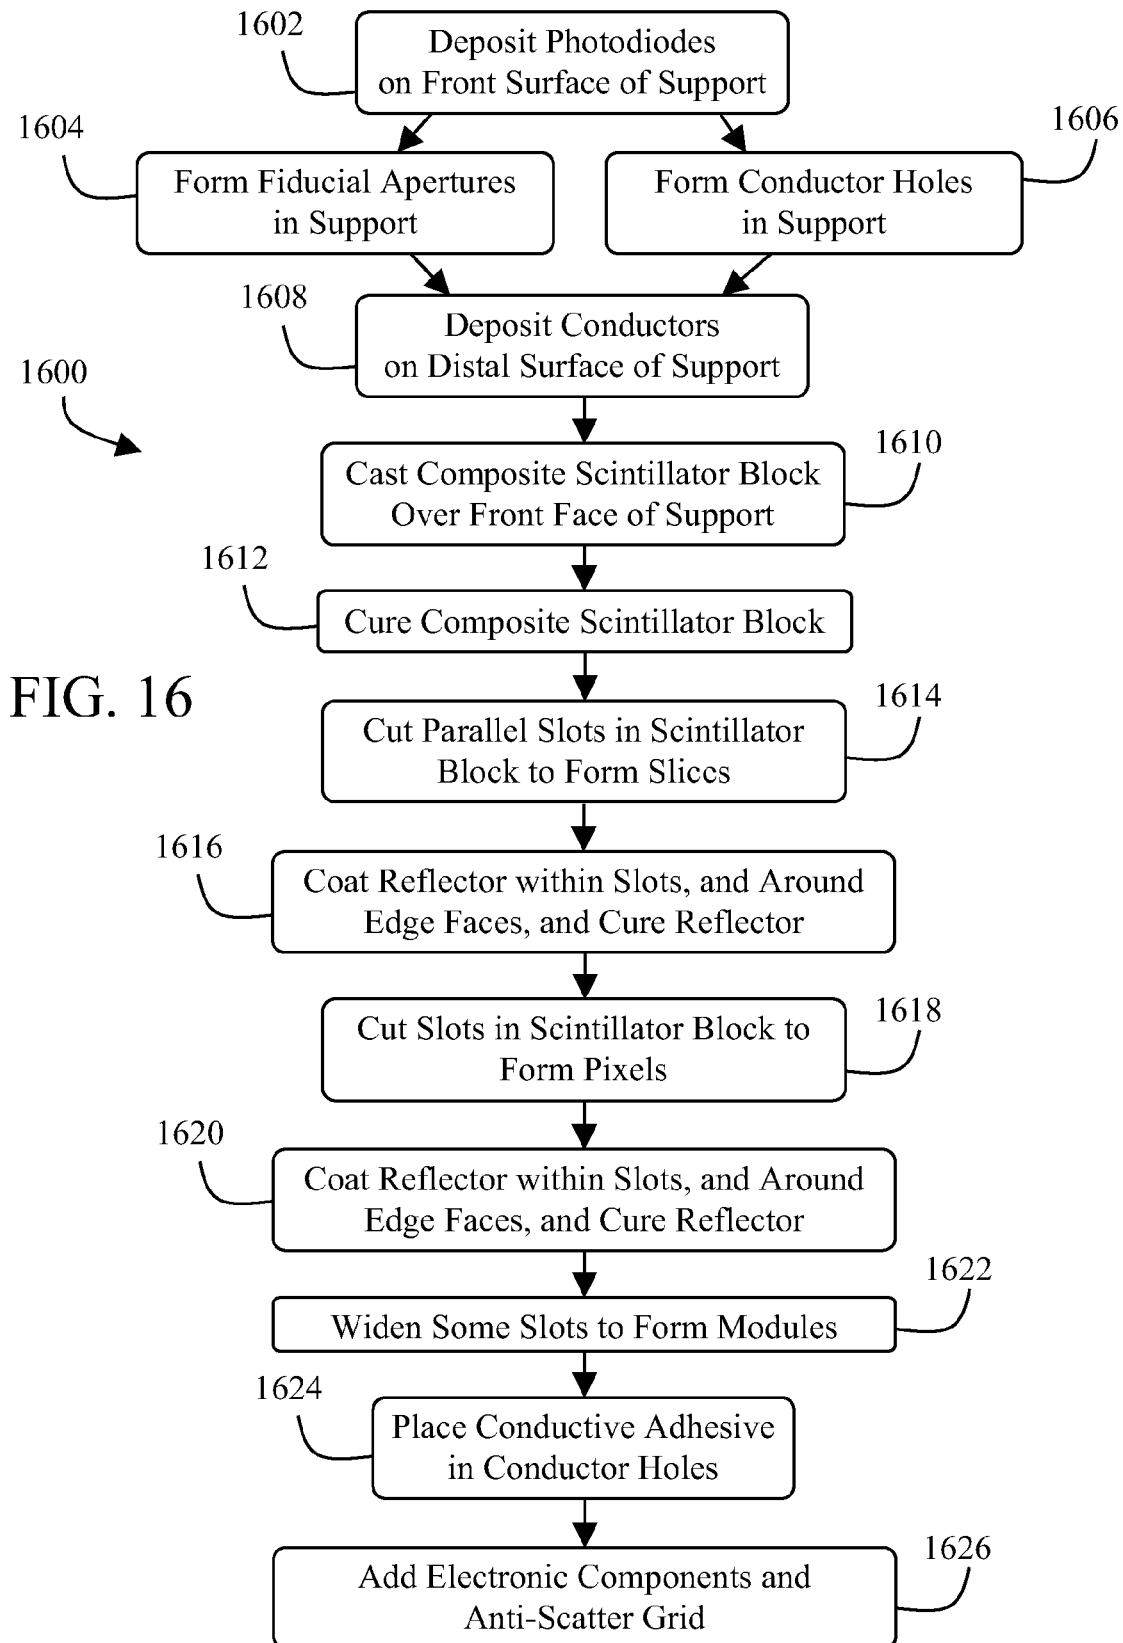 1602
Deposit Photodiodes
on Front Surface of Support
1604
Form Fiducial Apertures
in Support
1606
Form Conductor Holes
in Support
1608
Deposit Conductors
on Distal Surface of Support
1600
1610
Cast Composite Scintillator Block
Over Front Face of Support
1612
Cure Composite Scintillator Block
FIG. 16
1614
Cut Parallel Slots in Scintillator
Block to Form Slices
1616
Coat Reflector within Slots, and Around
Edge Faces, and Cure Reflector
1618
Cut Slots in Scintillator Block to
Form Pixels
1620
Coat Reflector within Slots, and Around
Edge Faces, and Cure Reflector
1622
Widen Some Slots to Form Modules
1624
Place Conductive Adhesive
in Conductor Holes
1626
Add Electronic Components and
Anti-Scatter Grid